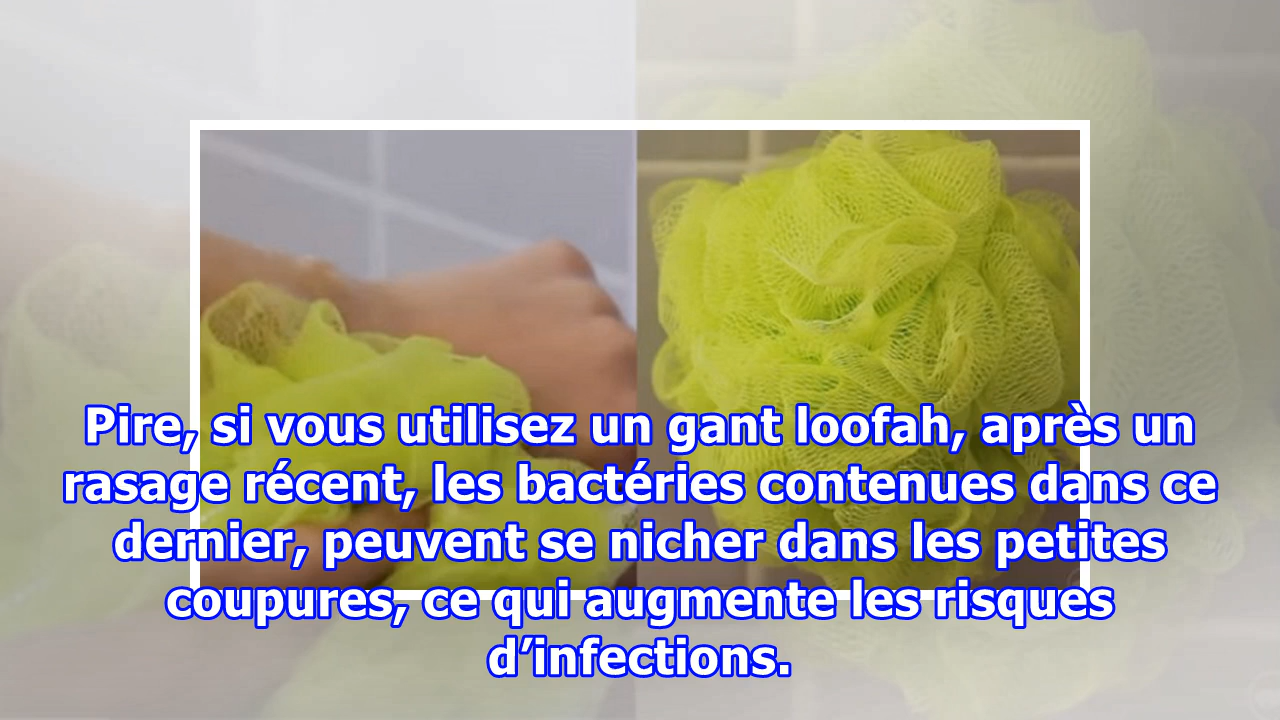 Pire, si vous utilisez un gant loofah, après un
rasage récent, les bactéries contenues dans ce
dernier, peuvent se nicher dans les petites
coupures, ce qui augmente les risques
d’infections.